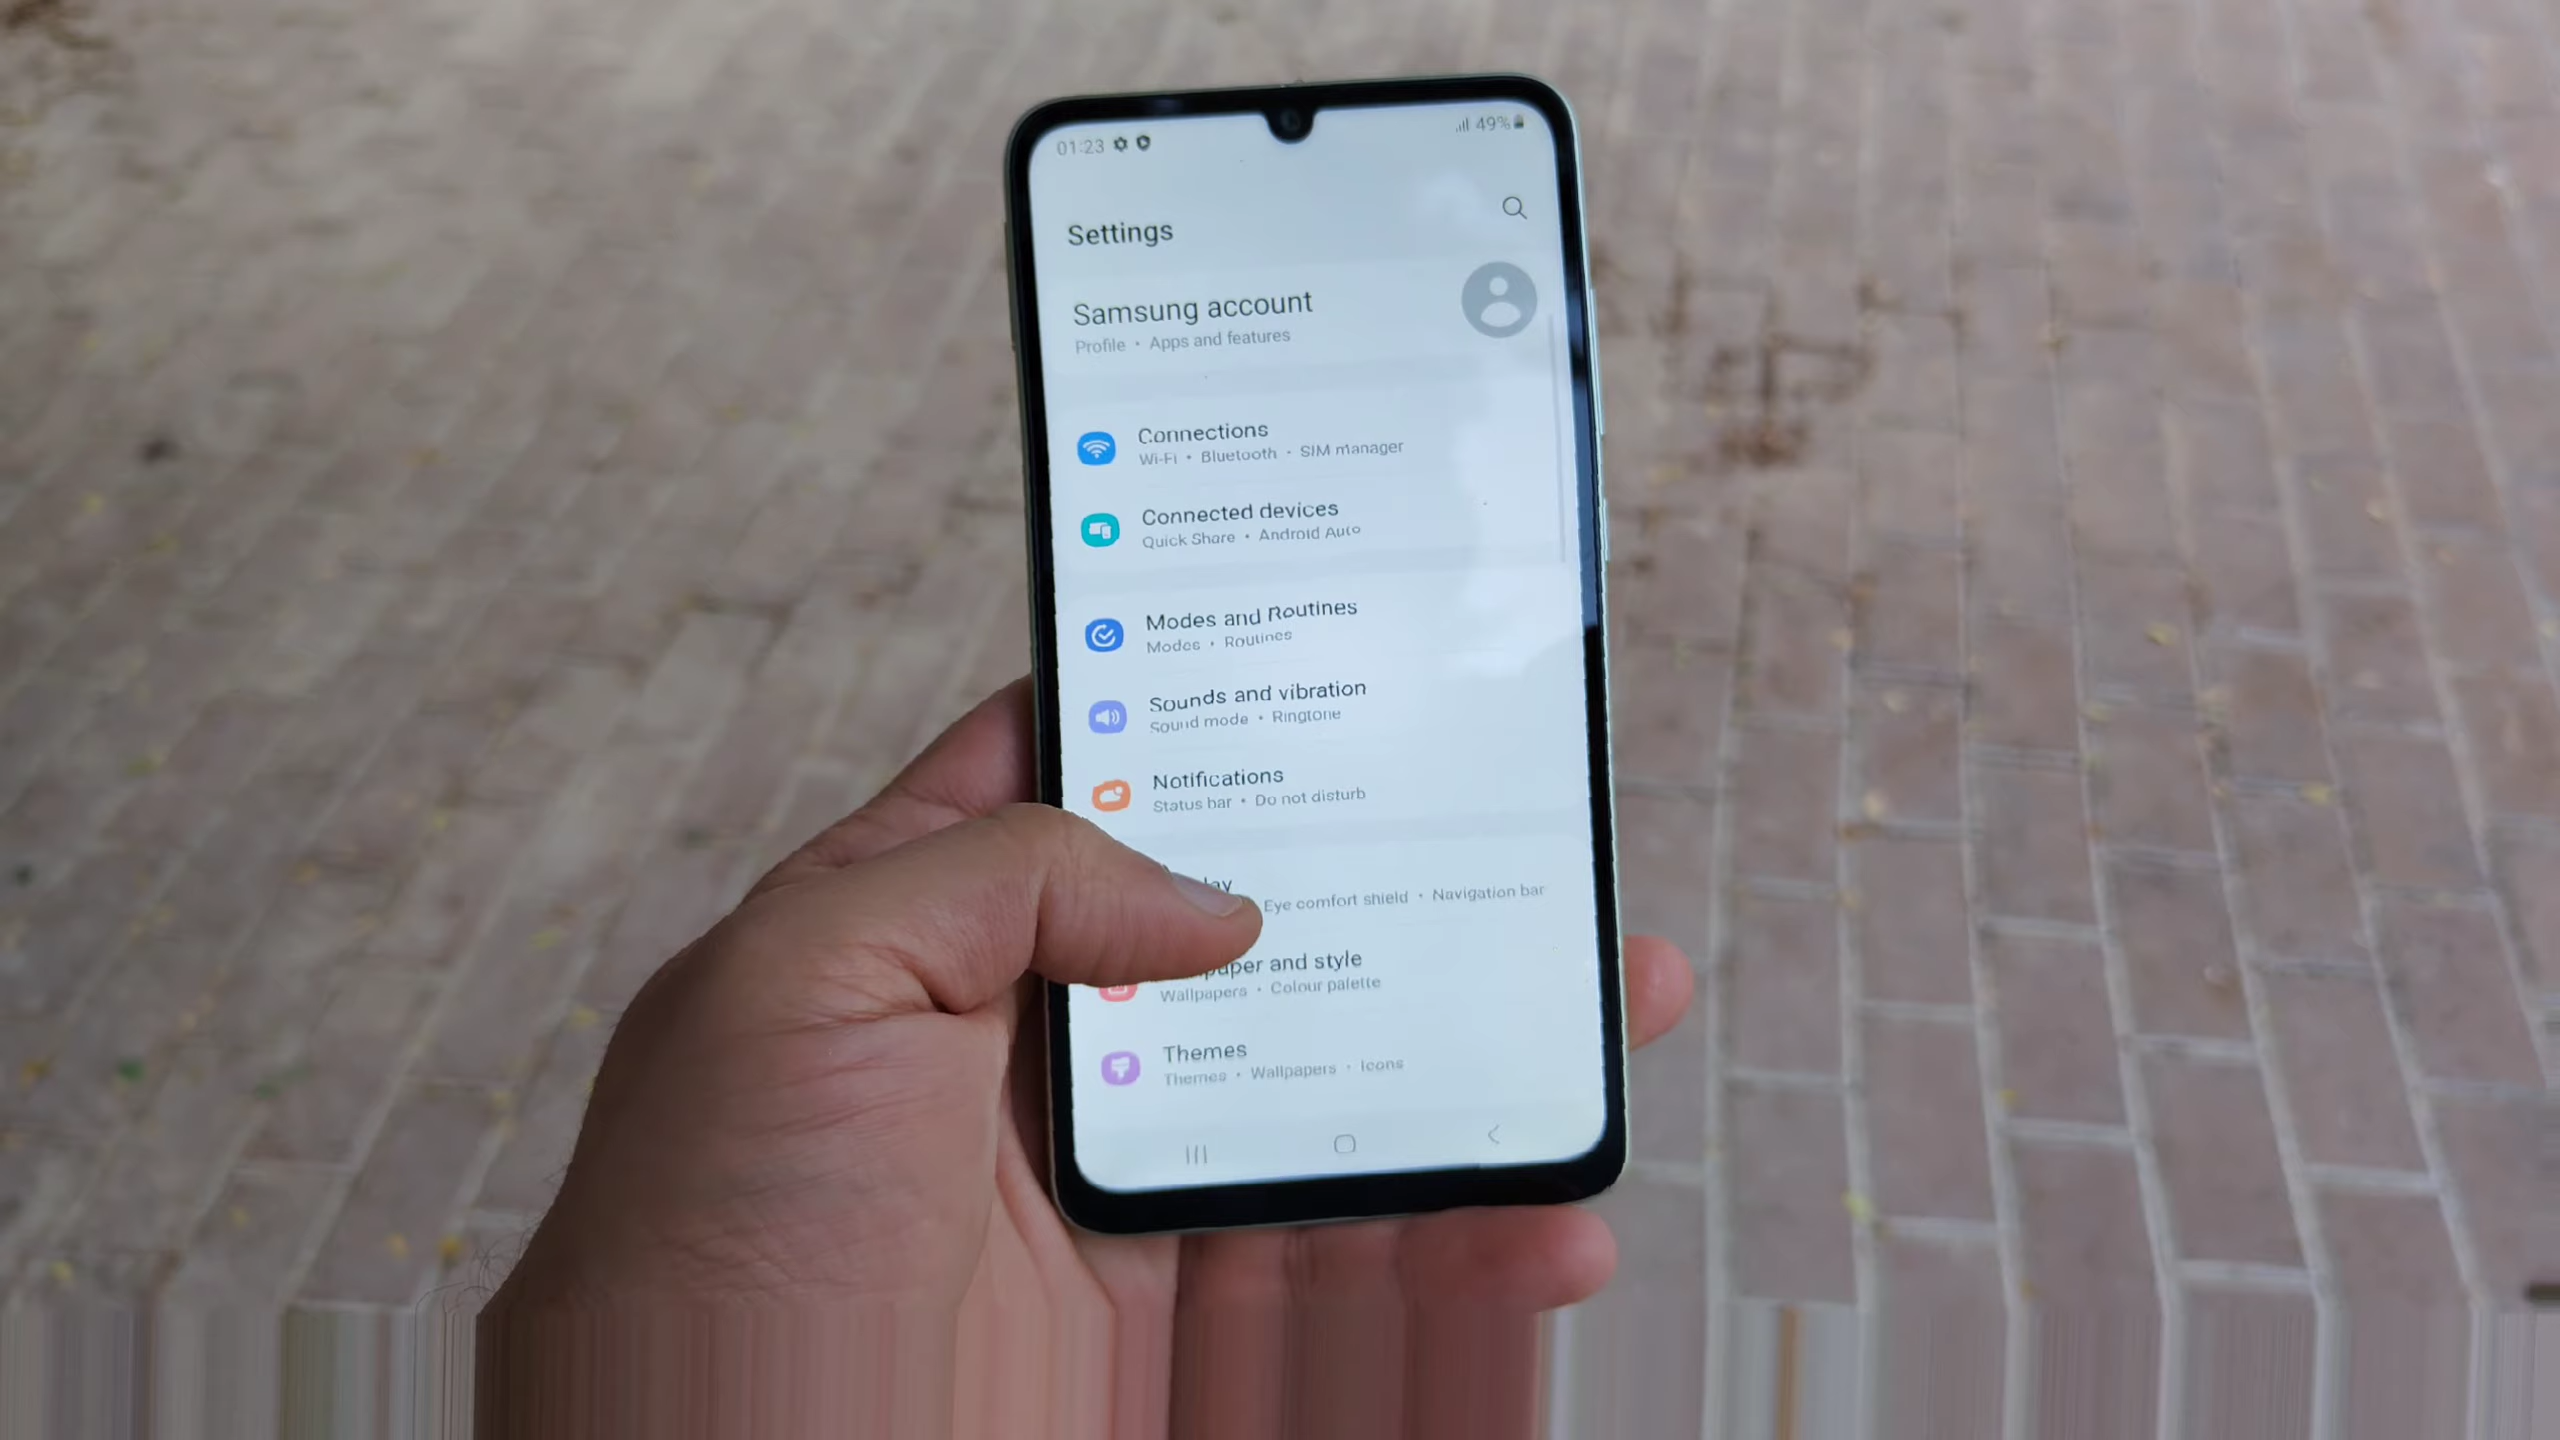 01:23
49%
Settings
Samsung account
Profile • Apps and features
Connections
Wi-Fi • Bluetooth • SIM manager
Connected devices
Quick Share • Android Auto
Modes and Routines
Modes • Routines
Sounds and vibration
Sound mode • Ringtone
Notifications
Status bar • Do not disturb
lay
Eye comfort shield • Navigation bar
paper and style
Wallpapers • Colour palette
Themes
Themes • Wallpapers • Icons